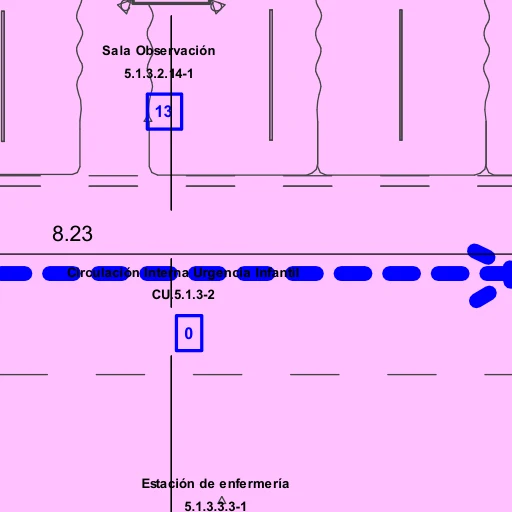 Sala Observación
5.1.3.2.14-1
13
8.23
Circulación Interna Urgencia Infantil
CU.5.1.3-2
0
Estación de enfermería
5.1.3.3.3-1